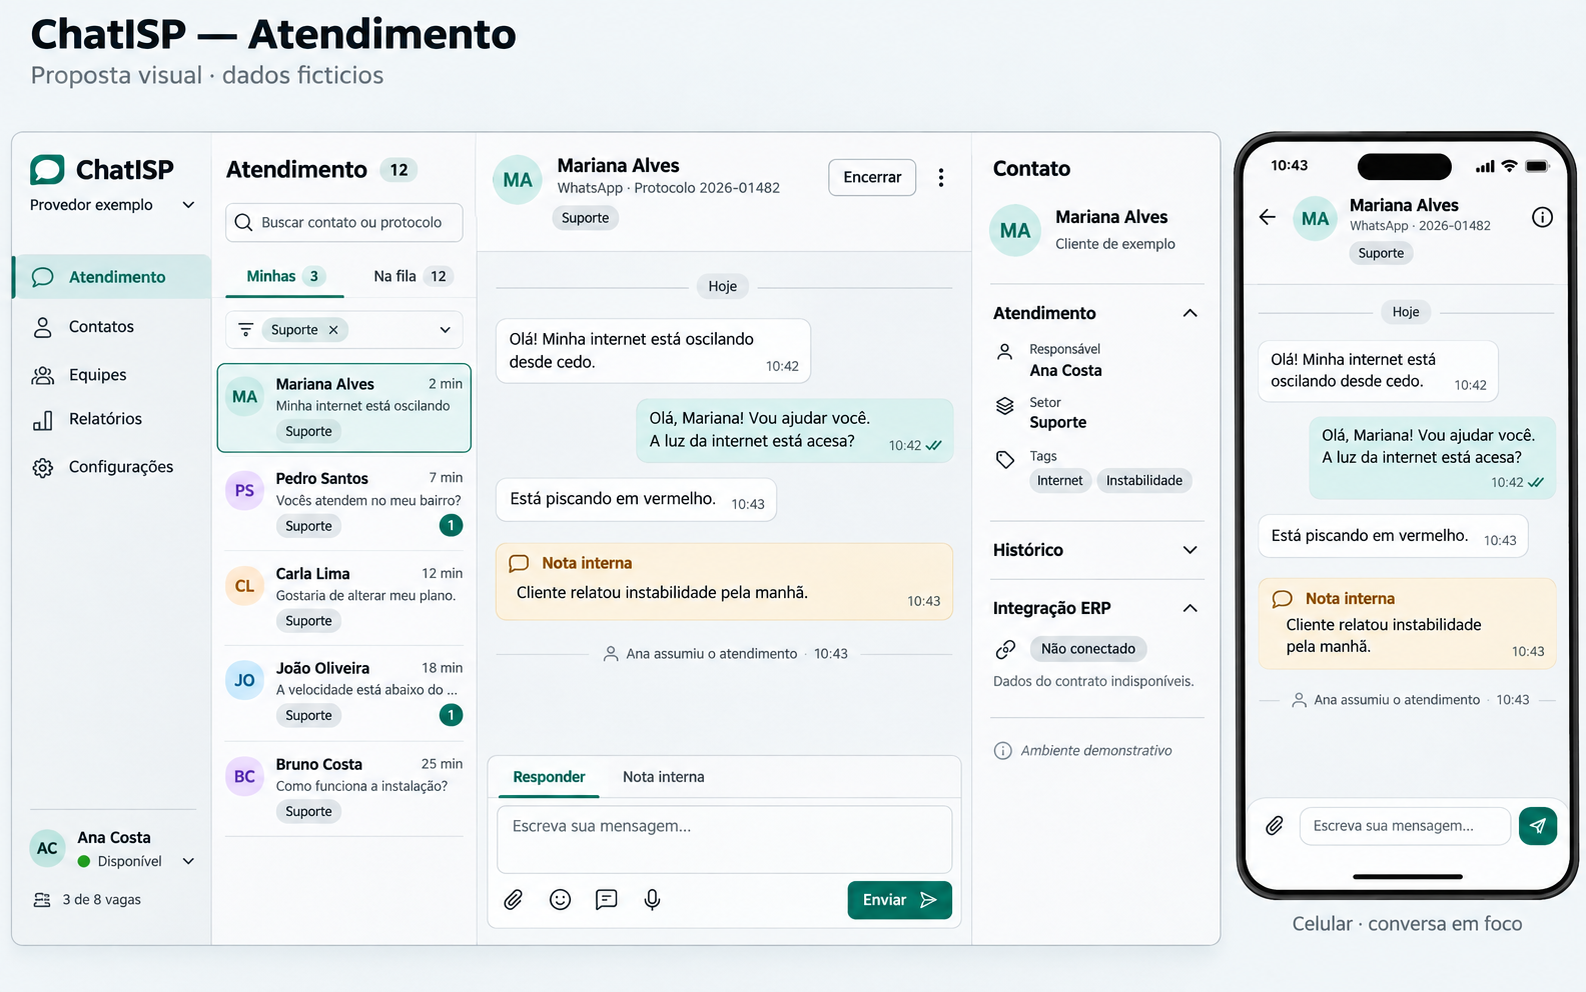 ChatISP — Atendimento
Proposta visual · dados ficticios
ChatISP
Provedor exemplo
Atendimento
Contatos
Equipes
Relatórios
Configurações
AC
Ana Costa
Disponível
3 de 8 vagas
Atendimento 12
Buscar contato ou protocolo
Minhas 3
Na fila 12
Suporte ×
MA
Mariana Alves 2 min
Minha internet está oscilando
Suporte
PS
Pedro Santos 7 min
Vocês atendem no meu bairro?
Suporte 1
CL
Carla Lima 12 min
Gostaria de alterar meu plano.
Suporte
JO
João Oliveira 18 min
A velocidade está abaixo do ...
Suporte 1
BC
Bruno Costa 25 min
Como funciona a instalação?
Suporte
MA
Mariana Alves
WhatsApp · Protocolo 2026-01482
Suporte
Encerrar
Hoje
Olá! Minha internet está oscilando
desde cedo. 10:42
Olá, Mariana! Vou ajudar você.
A luz da internet está acesa? 10:42
Está piscando em vermelho. 10:43
Nota interna
Cliente relatou instabilidade pela manhã. 10:43
Ana assumiu o atendimento · 10:43
Responder
Nota interna
Escreva sua mensagem...
Enviar
Contato
MA
Mariana Alves
Cliente de exemplo
Atendimento
Responsável
Ana Costa
Setor
Suporte
Tags
Internet
Instabilidade
Histórico
Integração ERP
Não conectado
Dados do contrato indisponíveis.
Ambiente demonstrativo
10:43
MA
Mariana Alves
WhatsApp · 2026-01482
Suporte
Hoje
Olá! Minha internet está
oscilando desde cedo. 10:42
Olá, Mariana! Vou ajudar você.
A luz da internet está acesa?
10:42
Está piscando em vermelho. 10:43
Nota interna
Cliente relatou instabilidade
pela manhã. 10:43
Ana assumiu o atendimento · 10:43
Escreva sua mensagem...
Celular · conversa em foco